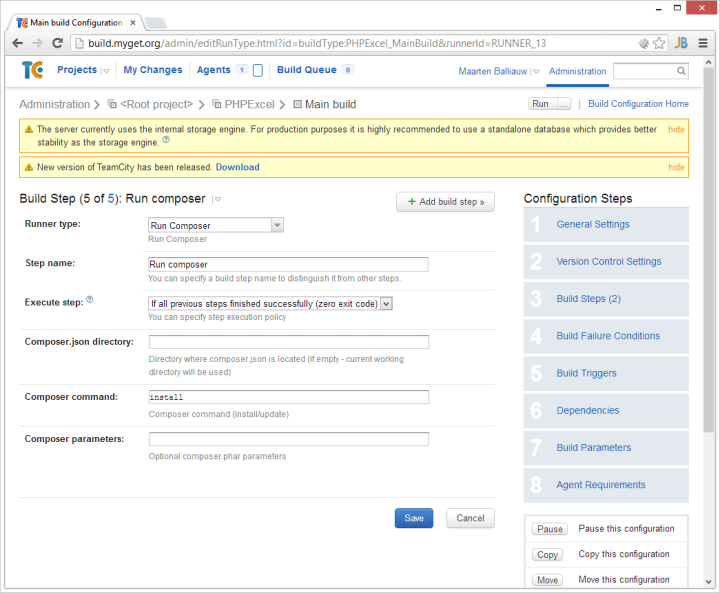 TC Main build Configuration ×
build.myget.org/admin/editRunType.html?id=buildType:PHPExcel_MainBuild&runnerId=RUNNER_13
JB
TC Projects My Changes Agents 1 Build Queue 0 Maarten Balliauw Administration
Administration > <Root project> > PHPExcel > Main build Run ... | Build Configuration Home
The server currently uses the internal storage engine. For production purposes it is highly recommended to use a standalone database which provides better hide
stability as the storage engine. ?
New version of TeamCity has been released. Download hide
Build Step (5 of 5): Run composer
+ Add build step »
Runner type: Run Composer
Run Composer
Step name: Run composer
You can specify a build step name to distinguish it from other steps.
Execute step: ? If all previous steps finished successfully (zero exit code)
You can specify step execution policy
Composer.json directory:
Directory where composer.json is located (if empty - current working
directory will be used)
Composer command: install
Composer command (install/update)
Composer parameters:
Optional composer.phar parameters
Save Cancel
Configuration Steps
1 General Settings
2 Version Control Settings
3 Build Steps (2)
4 Build Failure Conditions
5 Build Triggers
6 Dependencies
7 Build Parameters
8 Agent Requirements
Pause Pause this configuration
Copy Copy this configuration
Move Move this configuration